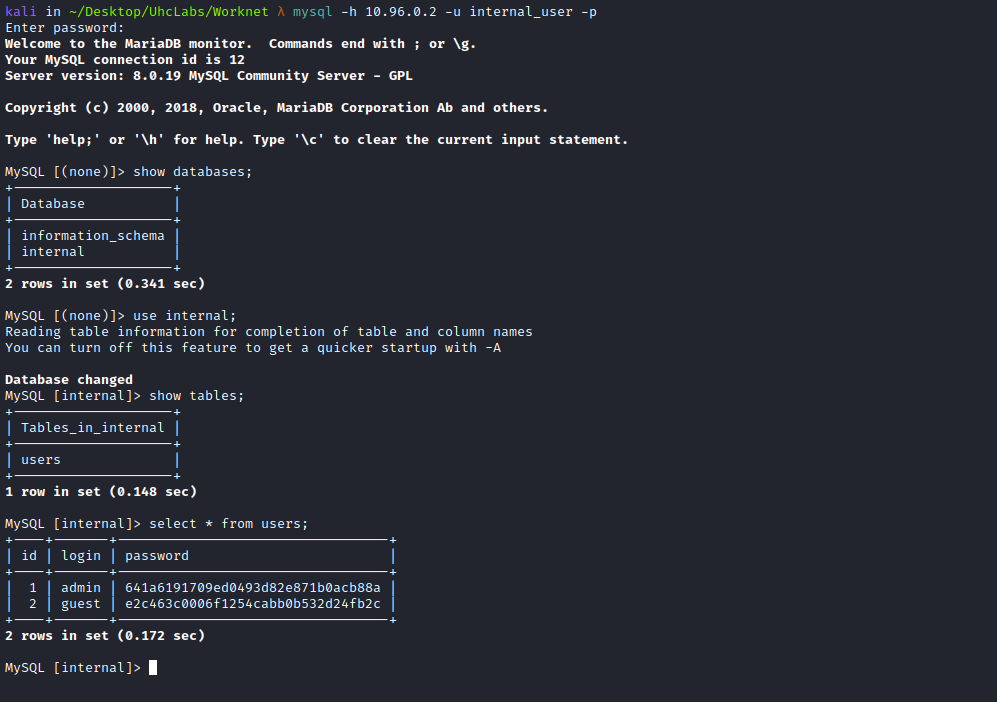 kali in ~/Desktop/UhcLabs/Worknet λ mysql -h 10.96.0.2 -u internal_user -p
Enter password:
Welcome to the MariaDB monitor.  Commands end with ; or \g.
Your MySQL connection id is 12
Server version: 8.0.19 MySQL Community Server - GPL
Copyright (c) 2000, 2018, Oracle, MariaDB Corporation Ab and others.
Type 'help;' or '\h' for help. Type '\c' to clear the current input statement.
MySQL [(none)]> show databases;
+--------------------+
| Database           |
+--------------------+
| information_schema |
| internal           |
+--------------------+
2 rows in set (0.341 sec)
MySQL [(none)]> use internal;
Reading table information for completion of table and column names
You can turn off this feature to get a quicker startup with -A
Database changed
MySQL [internal]> show tables;
+--------------------+
| Tables_in_internal |
+--------------------+
| users              |
+--------------------+
1 row in set (0.148 sec)
MySQL [internal]> select * from users;
+----+-------+----------------------------------+
| id | login | password                         |
+----+-------+----------------------------------+
|  1 | admin | 641a6191709ed0493d82e871b0acb88a |
|  2 | guest | e2c463c0006f1254cabb0b532d24fb2c |
+----+-------+----------------------------------+
2 rows in set (0.172 sec)
MySQL [internal]>